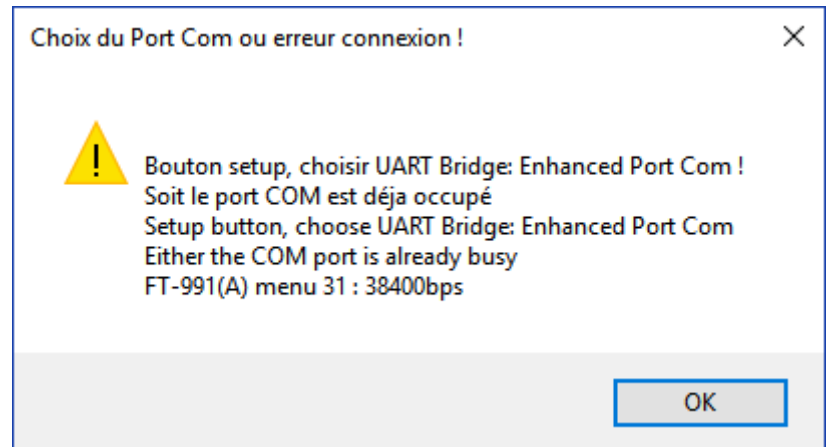 Choix du Port Com ou erreur connexion !
Bouton setup, choisir UART Bridge: Enhanced Port Com !
Soit le port COM est déja occupé
Setup button, choose UART Bridge: Enhanced Port Com
Either the COM port is already busy
FT-991(A) menu 31 : 38400bps
OK